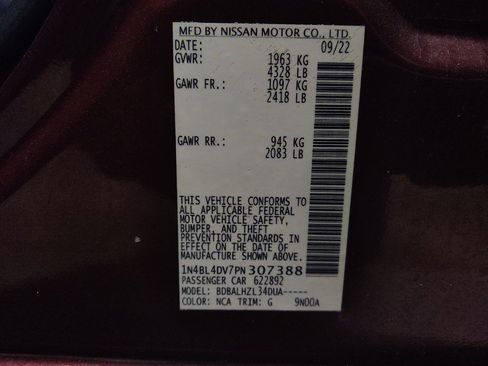 MFD BY NISSAN MOTOR CO., LTD.
DATE: 09/22
GVWR: 1963 KG
4328 LB
GAWR FR.: 1097 KG
2418 LB
GAWR RR.: 945 KG
2083 LB
THIS VEHICLE CONFORMS TO
ALL APPLICABLE FEDERAL
MOTOR VEHICLE SAFETY,
BUMPER, AND THEFT
PREVENTION STANDARDS IN
EFFECT ON THE DATE OF
MANUFACTURE SHOWN ABOVE.
1N4BL4DV7PN307388
PASSENGER CAR 622892
MODEL: BDBALHZL34DUA-----
COLOR: NCA TRIM: G 9N00A